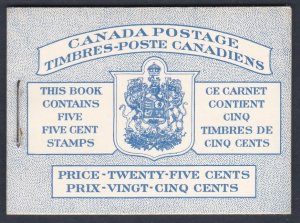 CANADA POSTAGE
TIMBRES-POSTE CANADIENS
THIS BOOK
CONTAINS
FIVE
FIVE CENT
STAMPS
CE CARNET
CONTIENT
CINQ
TIMBRES DE
CINQ CENTS
PRICE-TWENTY-FIVE CENTS
PRIX-VINGT-CINQ CENTS